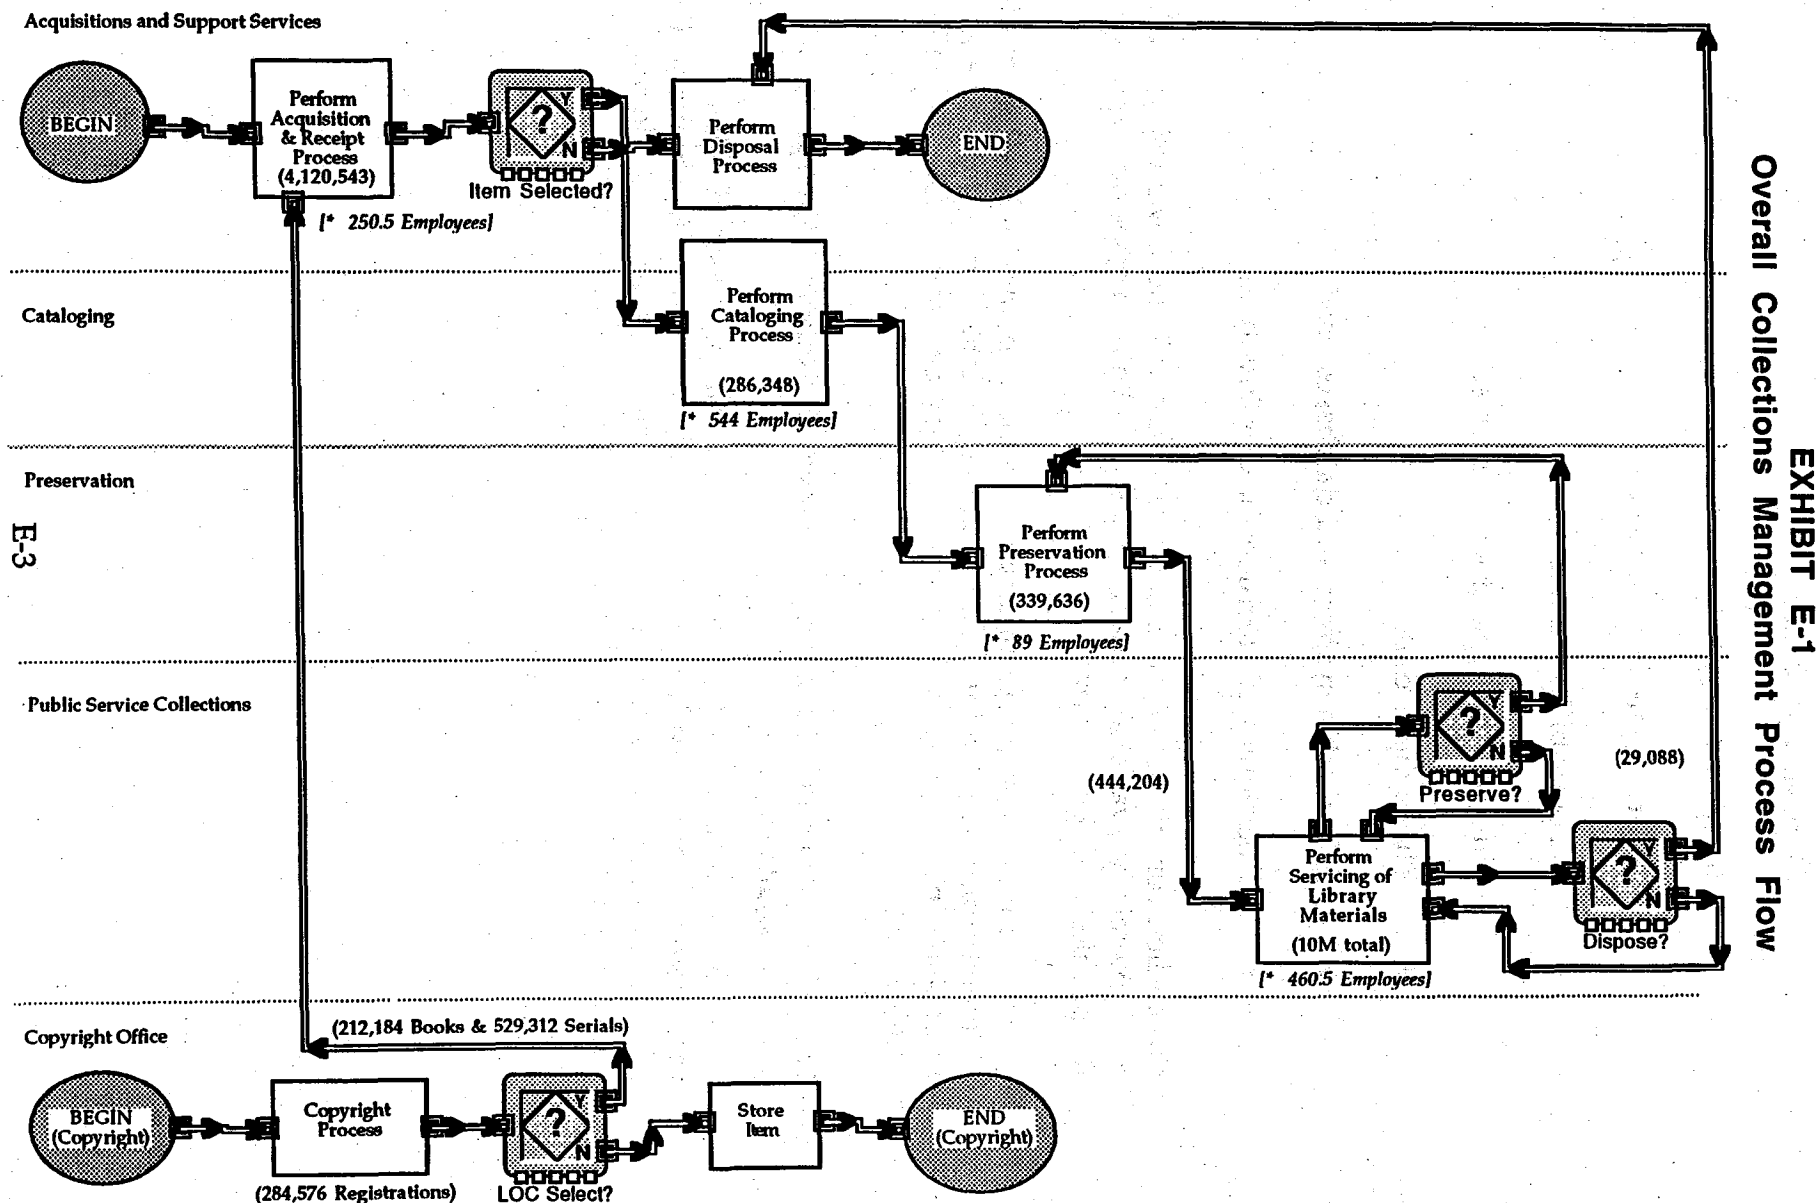 EXHIBIT E-1
Overall Collections Management Process Flow
Acquisitions and Support Services
BEGIN
Perform
Acquisition
& Receipt
Process
(4,120,543)
[* 250.5 Employees]
?
Y
N
Item Selected?
Perform
Disposal
Process
END
Cataloging
Perform
Cataloging
Process
(286,348)
[* 544 Employees]
Preservation
E-3
Perform
Preservation
Process
(339,636)
[* 89 Employees]
Public Service Collections
(444,204)
?
Y
N
Preserve?
(29,088)
Perform
Servicing of
Library
Materials
(10M total)
[* 460.5 Employees]
?
Y
N
Dispose?
Copyright Office
(212,184 Books & 529,312 Serials)
BEGIN
(Copyright)
Copyright
Process
(284,576 Registrations)
?
Y
N
LOC Select?
Store
Item
END
(Copyright)